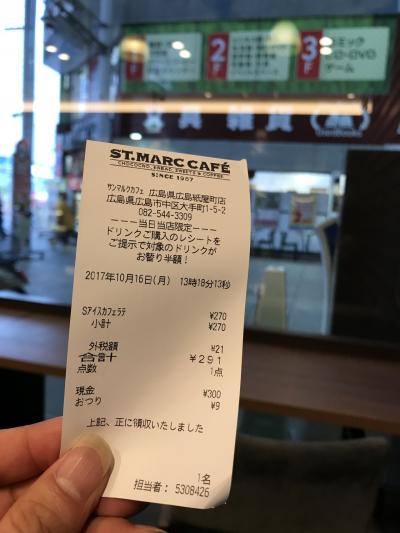 1F
2F
3F
コミック
CD・DVD
ゲーム
雑貨
ST.MARC CAFÉ
CHOCOCRO, BREAD, SWEETS & COFFEE
SINCE 1987
サンマルクカフェ 広島県広島紙屋町店
広島県広島市中区大手町1-5-2
082-544-3309
ーーー当日当店限定ーーー
ドリンクご購入のレシートを
ご提示で対象のドリンクが
お替り半額!
2017年10月16日(月) 13時18分13秒
Sアイスカフェラテ ¥270
小計 ¥270
外税額 ¥21
合計 ¥291
点数 1点
現金 ¥300
おつり ¥9
上記、正に領収いたしました
1名
担当者: 5308426